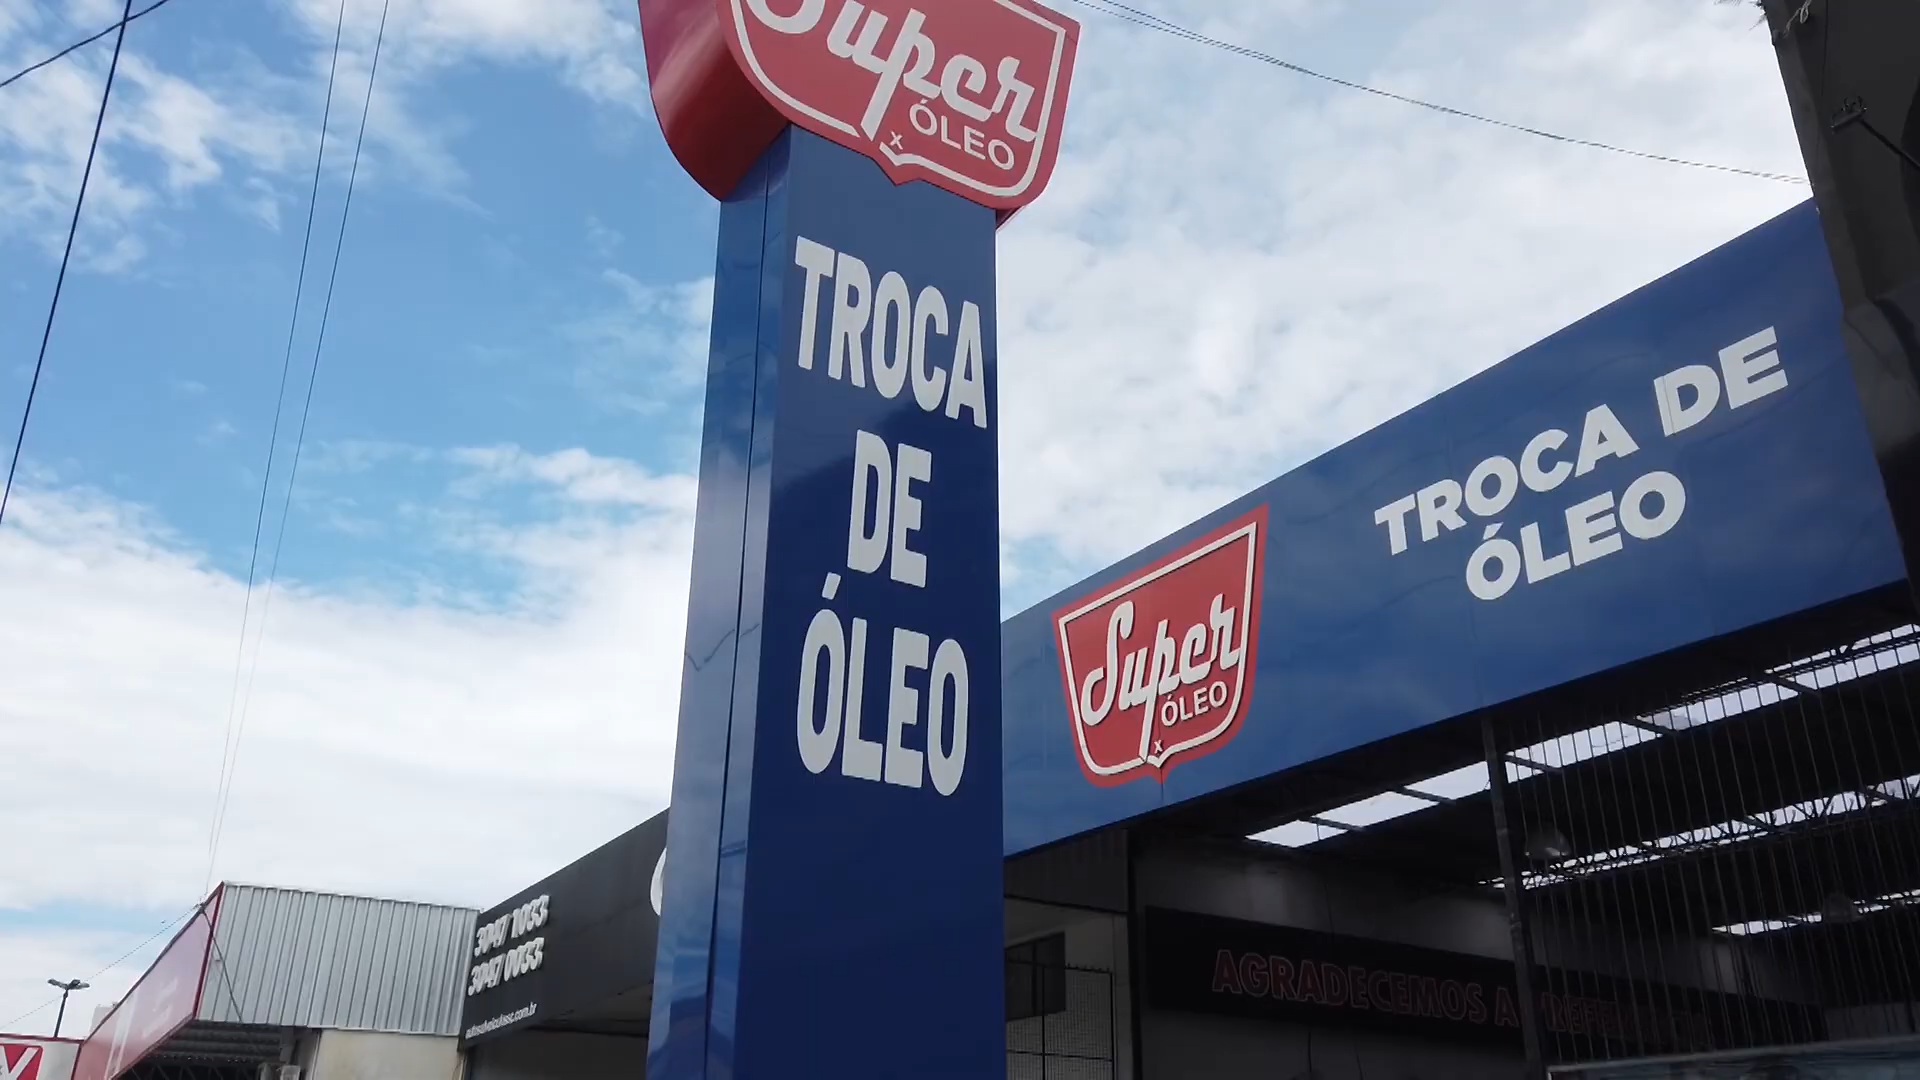 Super
ÓLEO
TROCA
DE
ÓLEO
TROCA DE
ÓLEO
Super
ÓLEO
3047 1033
3047 0033
AGRADECEMOS A